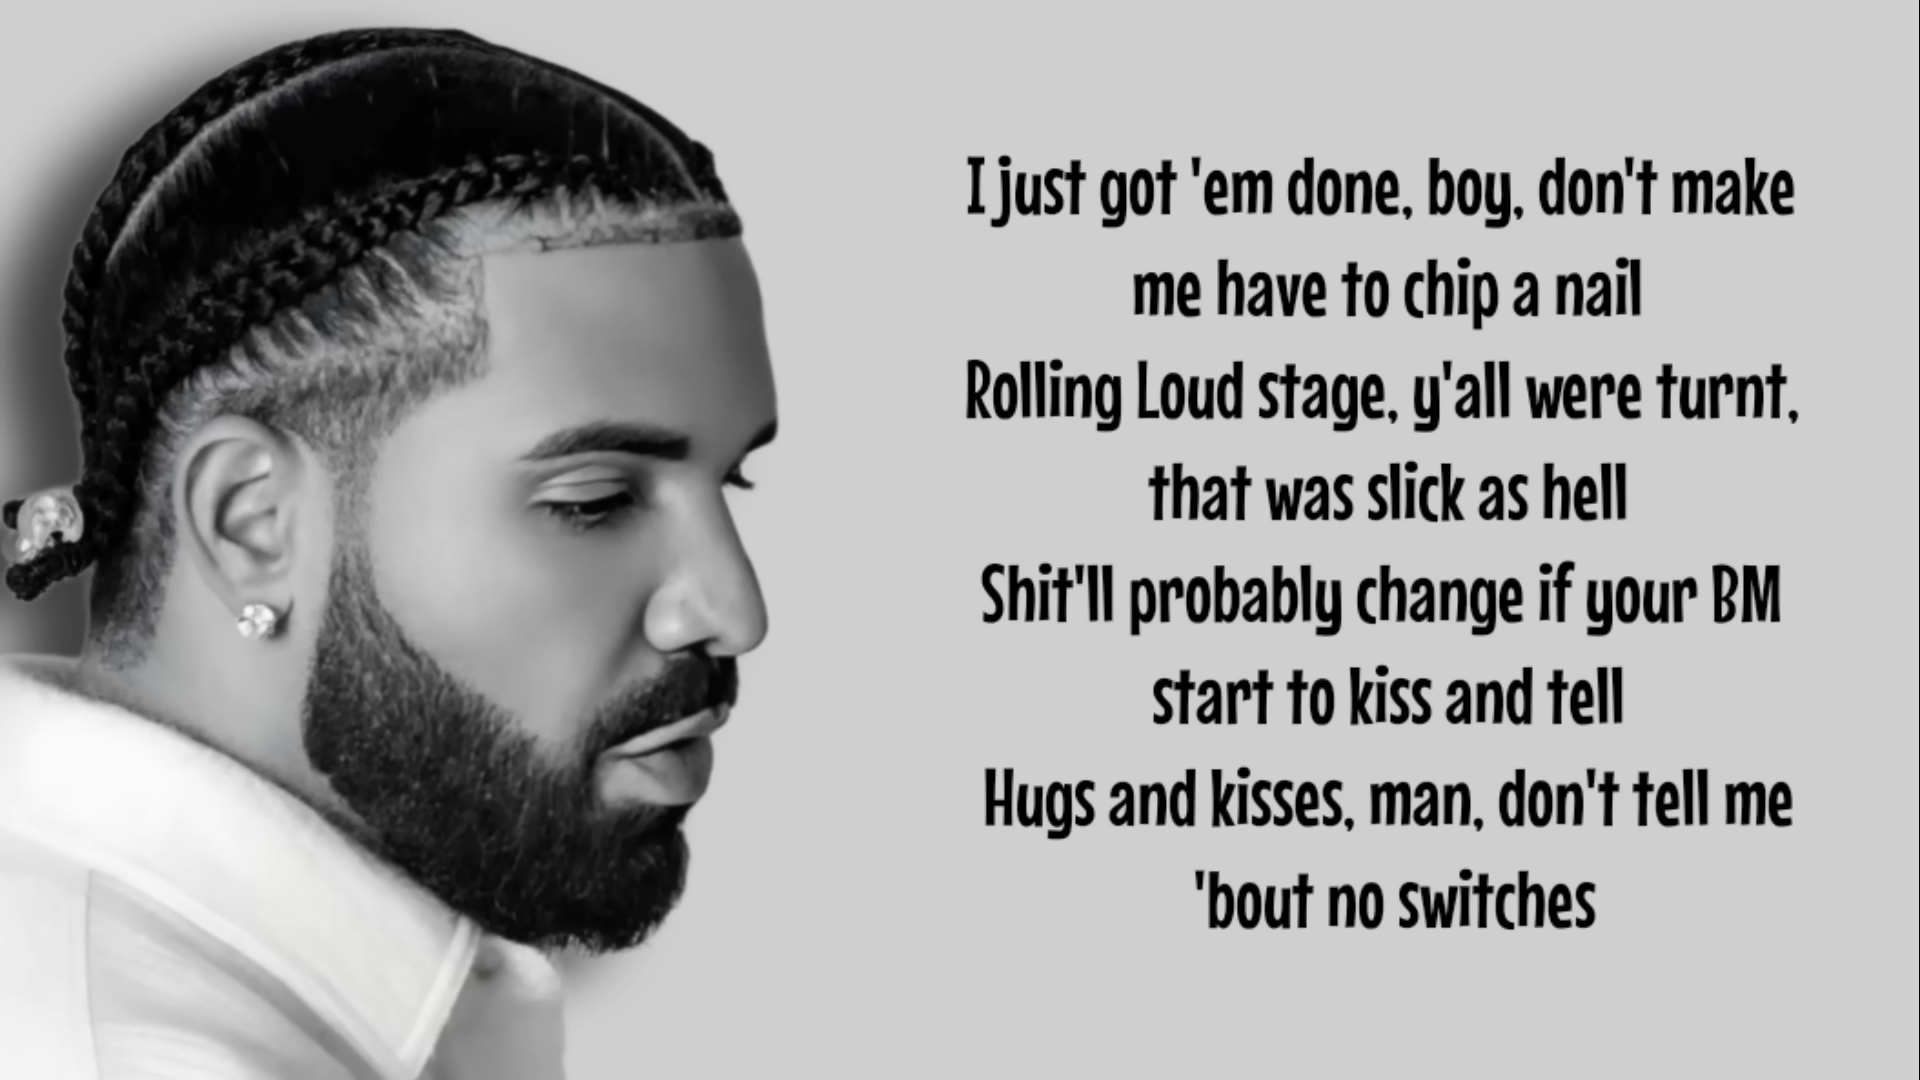 I just got 'em done, boy, don't make
me have to chip a nail
Rolling Loud stage, y'all were turnt,
that was slick as hell
Shit'll probably change if your BM
start to kiss and tell
Hugs and kisses, man, don't tell me
'bout no switches